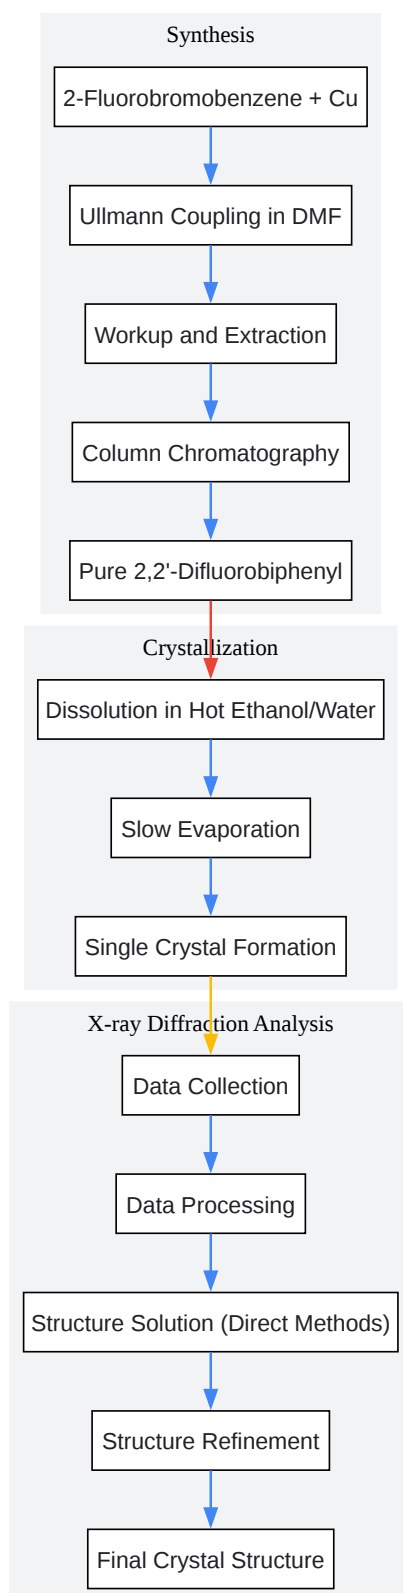 Synthesis
2-Fluorobromobenzene + Cu
Ullmann Coupling in DMF
Workup and Extraction
Column Chromatography
Pure 2,2'-Difluorobiphenyl
Crystallization
Dissolution in Hot Ethanol/Water
Slow Evaporation
Single Crystal Formation
X-ray Diffraction Analysis
Data Collection
Data Processing
Structure Solution (Direct Methods)
Structure Refinement
Final Crystal Structure